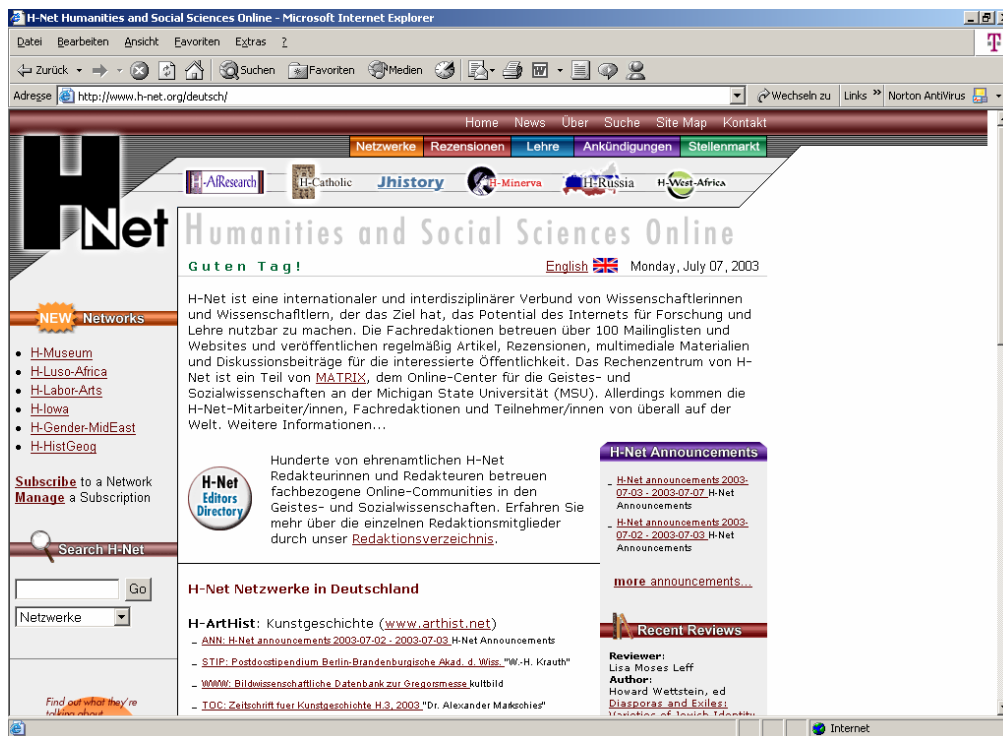 H-Net Humanities and Social Sciences Online - Microsoft Internet Explorer
Datei Bearbeiten Ansicht Favoriten Extras ?
Zurück Suchen Favoriten Medien
Adresse http://www.h-net.org/deutsch/ Wechseln zu Links » Norton AntiVirus
Home News Über Suche Site Map Kontakt
Netzwerke Rezensionen Lehre Ankündigungen Stellenmarkt
H-AfResearch H-Catholic Jhistory H-Minerva H-Russia H-West-Africa
H Net
Humanities and Social Sciences Online
Guten Tag! English Monday, July 07, 2003
NEW Networks
H-Museum
H-Luso-Africa
H-Labor-Arts
H-Iowa
H-Gender-MidEast
H-HistGeog
Subscribe to a Network
Manage a Subscription
Search H-Net
Go
Netzwerke
Find out what they're
talking about
H-Net ist eine internationaler und interdisziplinärer Verbund von Wissenschaftlerinnen
und Wissenschaftltern, der das Ziel hat, das Potential des Internets für Forschung und
Lehre nutzbar zu machen. Die Fachredaktionen betreuen über 100 Mailinglisten und
Websites und veröffentlichen regelmäßig Artikel, Rezensionen, multimediale Materialien
und Diskussionsbeiträge für die interessierte Öffentlichkeit. Das Rechenzentrum von H-
Net ist ein Teil von MATRIX, dem Online-Center für die Geistes- und
Sozialwissenschaften an der Michigan State Universität (MSU). Allerdings kommen die
H-Net-Mitarbeiter/innen, Fachredaktionen und Teilnehmer/innen von überall auf der
Welt. Weitere Informationen...
H-Net
Editors
Directory
Hunderte von ehrenamtlichen H-Net
Redakteurinnen und Redakteuren betreuen
fachbezogene Online-Communities in den
Geistes- und Sozialwissenschaften. Erfahren Sie
mehr über die einzelnen Redaktionsmitglieder
durch unser Redaktionsverzeichnis.
H-Net Netzwerke in Deutschland
H-ArtHist: Kunstgeschichte (www.arthist.net)
ANN: H-Net announcements 2003-07-02 - 2003-07-03 H-Net Announcements
STIP: Postdocstipendium Berlin-Brandenburgische Akad. d. Wiss. "W.-H. Krauth"
WWW: Bildwissenschaftliche Datenbank zur Gregorsmesse kultbild
TOC: Zeitschrift fuer Kunstgeschichte H.3, 2003 "Dr. Alexander Markschies"
H-Net Announcements
H-Net announcements 2003-
07-03 - 2003-07-07 H-Net
Announcements
H-Net announcements 2003-
07-02 - 2003-07-03 H-Net
Announcements
more announcements...
Recent Reviews
Reviewer:
Lisa Moses Leff
Author:
Howard Wettstein, ed
Diasporas and Exiles:
Varieties of Jewish Identity
Internet